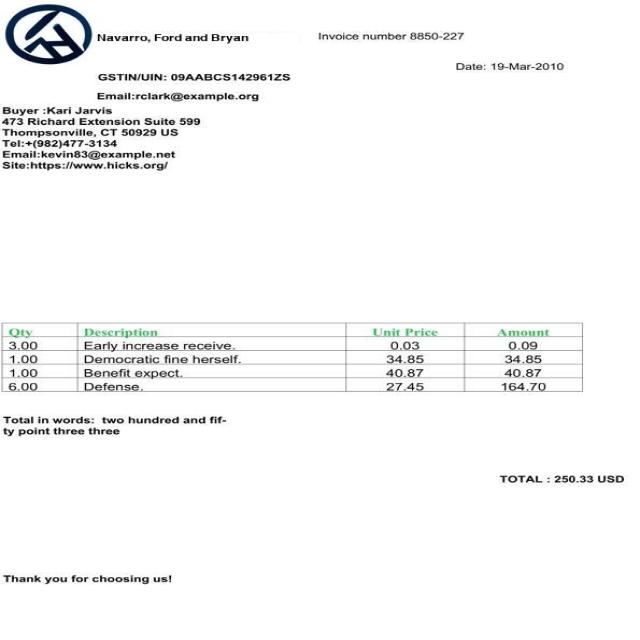 Navarro, Ford and Bryan
Invoice number 8850-227
Date: 19-Mar-2010
GSTIN/UIN: 09AABCS142961ZS
Email:rclark@example.org
Buyer :Kari Jarvis
473 Richard Extension Suite 599
Thompsonville, CT 50929 US
Tel:+(982)477-3134
Email:kevin83@example.net
Site:https://www.hicks.org/
Qty Description Unit Price Amount
3.00 Early increase receive. 0.03 0.09
1.00 Democratic fine herself. 34.85 34.85
1.00 Benefit expect. 40.87 40.87
6.00 Defense. 27.45 164.70
Total in words: two hundred and fif-
ty point three three
TOTAL : 250.33 USD
Thank you for choosing us!